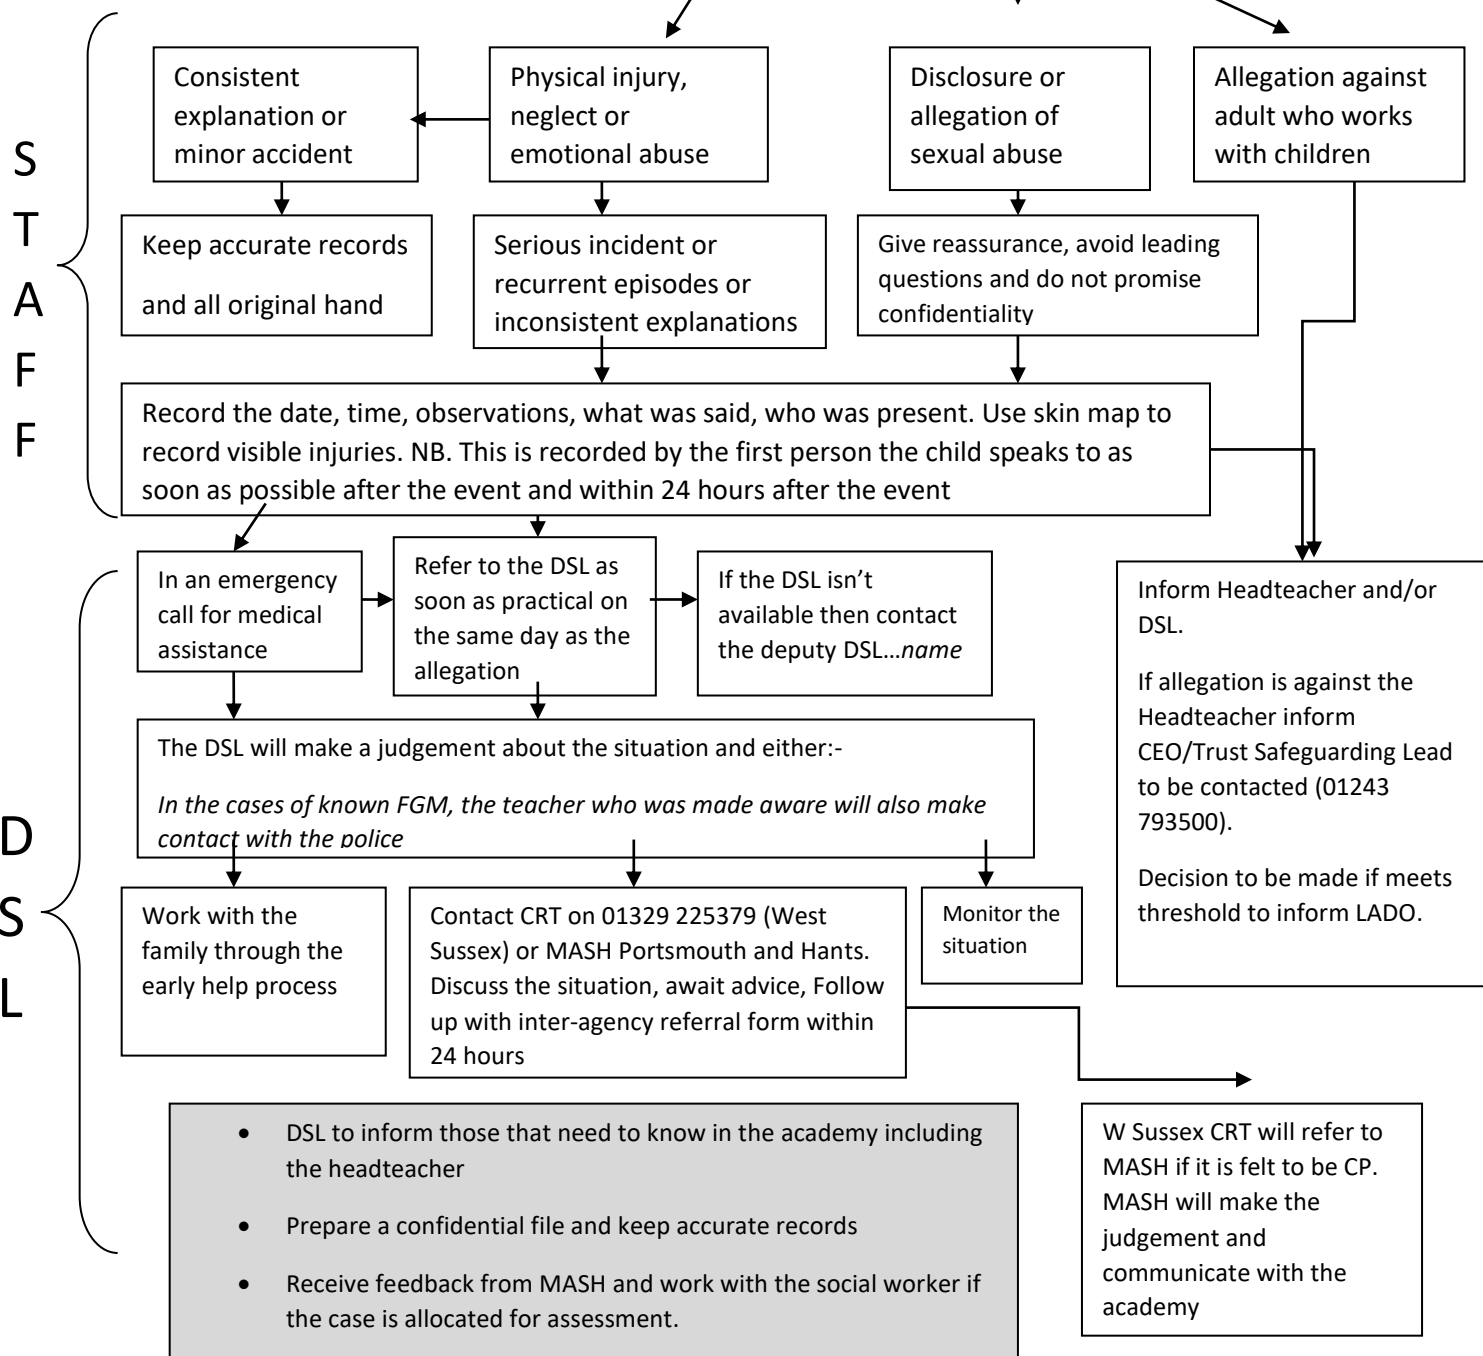 S
T
A
F
F
Consistent
explanation or
minor accident
Physical injury,
neglect or
emotional abuse
Disclosure or
allegation of
sexual abuse
Allegation against
adult who works
with children
Keep accurate records
and all original hand
Serious incident or
recurrent episodes or
inconsistent explanations
Give reassurance, avoid leading
questions and do not promise
confidentiality
Record the date, time, observations, what was said, who was present. Use skin map to
record visible injuries. NB. This is recorded by the first person the child speaks to as
soon as possible after the event and within 24 hours after the event
D
S
L
In an emergency
call for medical
assistance
Refer to the DSL as
soon as practical on
the same day as the
allegation
If the DSL isn’t
available then contact
the deputy DSL…name
Inform Headteacher and/or
DSL.
If allegation is against the
Headteacher inform
CEO/Trust Safeguarding Lead
to be contacted (01243
793500).
Decision to be made if meets
threshold to inform LADO.
The DSL will make a judgement about the situation and either:-
In the cases of known FGM, the teacher who was made aware will also make
contact with the police
Work with the
family through the
early help process
Contact CRT on 01329 225379 (West
Sussex) or MASH Portsmouth and Hants.
Discuss the situation, await advice, Follow
up with inter-agency referral form within
24 hours
Monitor the
situation
• DSL to inform those that need to know in the academy including
the headteacher
• Prepare a confidential file and keep accurate records
• Receive feedback from MASH and work with the social worker if
the case is allocated for assessment.
W Sussex CRT will refer to
MASH if it is felt to be CP.
MASH will make the
judgement and
communicate with the
academy